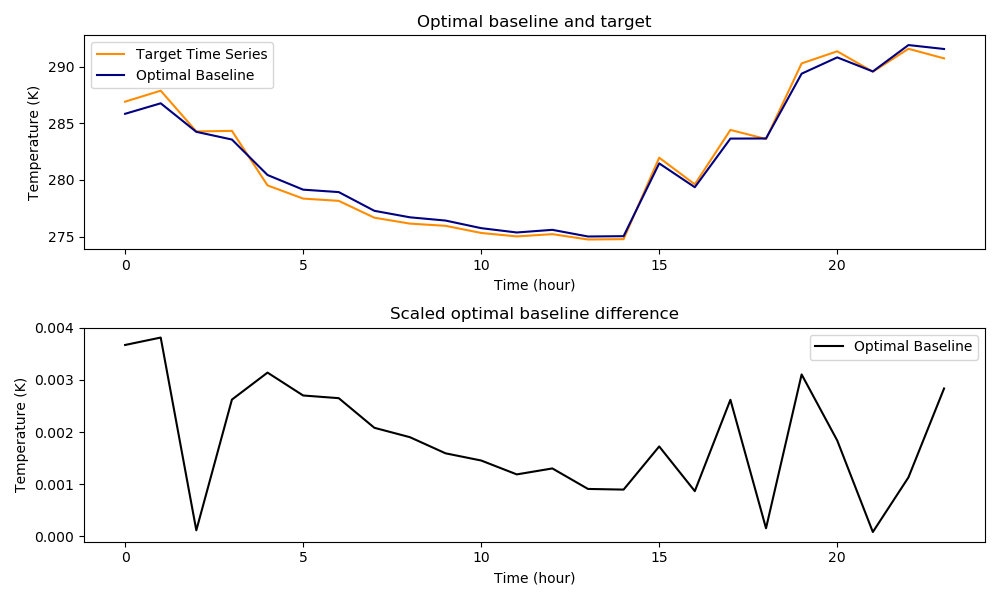 Optimal baseline and target
Target Time Series
Optimal Baseline
Temperature (K)
290
285
280
275
0 5 10 15 20
Time (hour)
Scaled optimal baseline difference
Optimal Baseline
Temperature (K)
0.004
0.003
0.002
0.001
0.000
0 5 10 15 20
Time (hour)